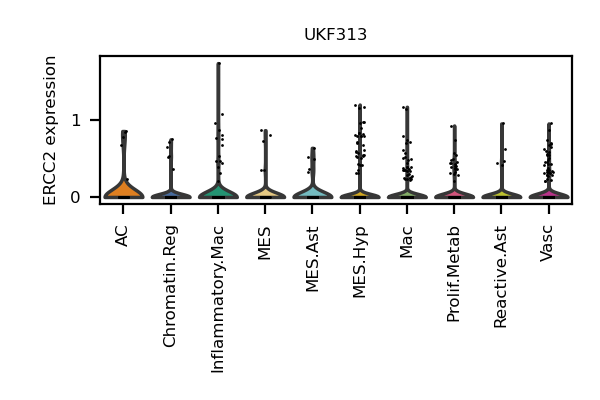 UKF313
ERCC2 expression
1
0
AC
Chromatin.Reg
Inflammatory.Mac
MES
MES.Ast
MES.Hyp
Mac
Prolif.Metab
Reactive.Ast
Vasc